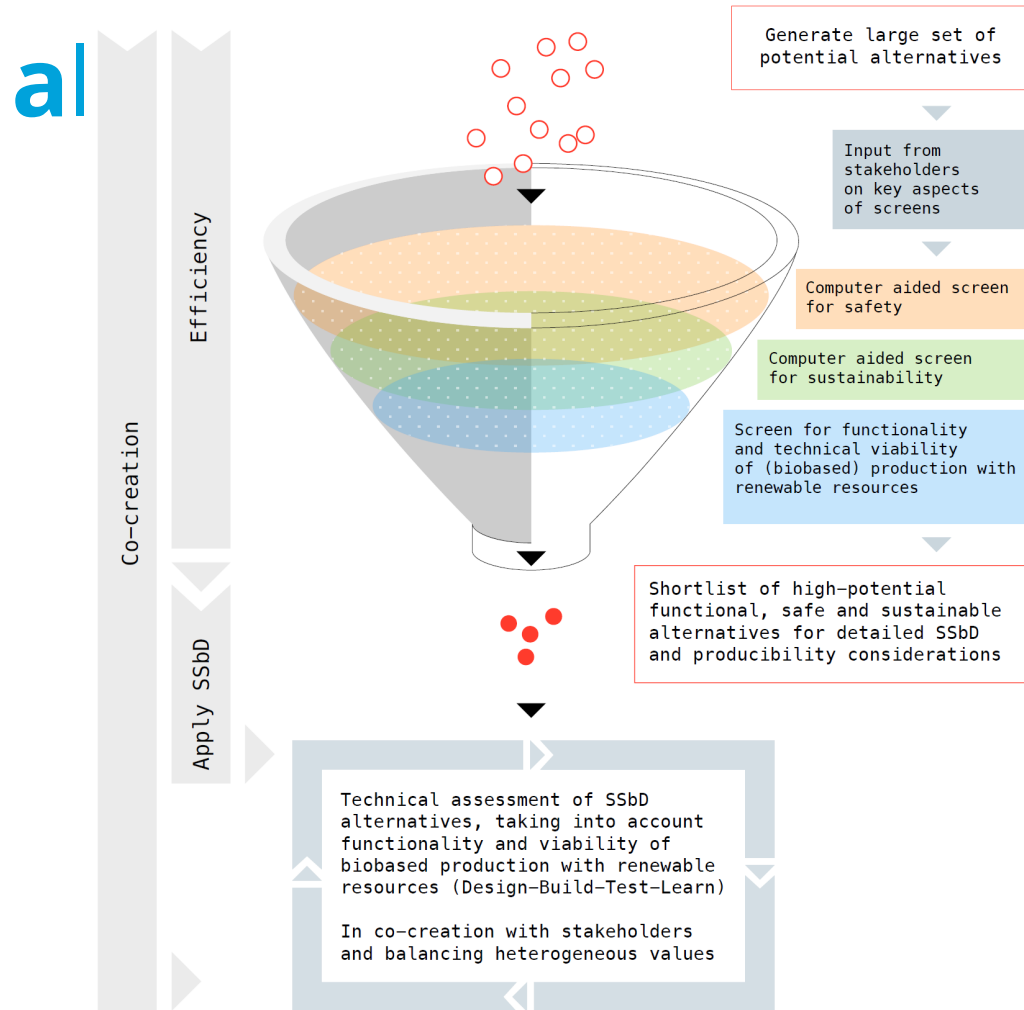 al
Co-creation
Efficiency
Apply SSbD
Generate large set of
potential alternatives
Input from
stakeholders
on key aspects
of screens
Computer aided screen
for safety
Computer aided screen
for sustainability
Screen for functionality
and technical viability
of (biobased) production with
renewable resources
Shortlist of high-potential
functional, safe and sustainable
alternatives for detailed SSbD
and producibility considerations
Technical assessment of SSbD
alternatives, taking into account
functionality and viability of
biobased production with renewable
resources (Design-Build-Test-Learn)
In co-creation with stakeholders
and balancing heterogeneous values